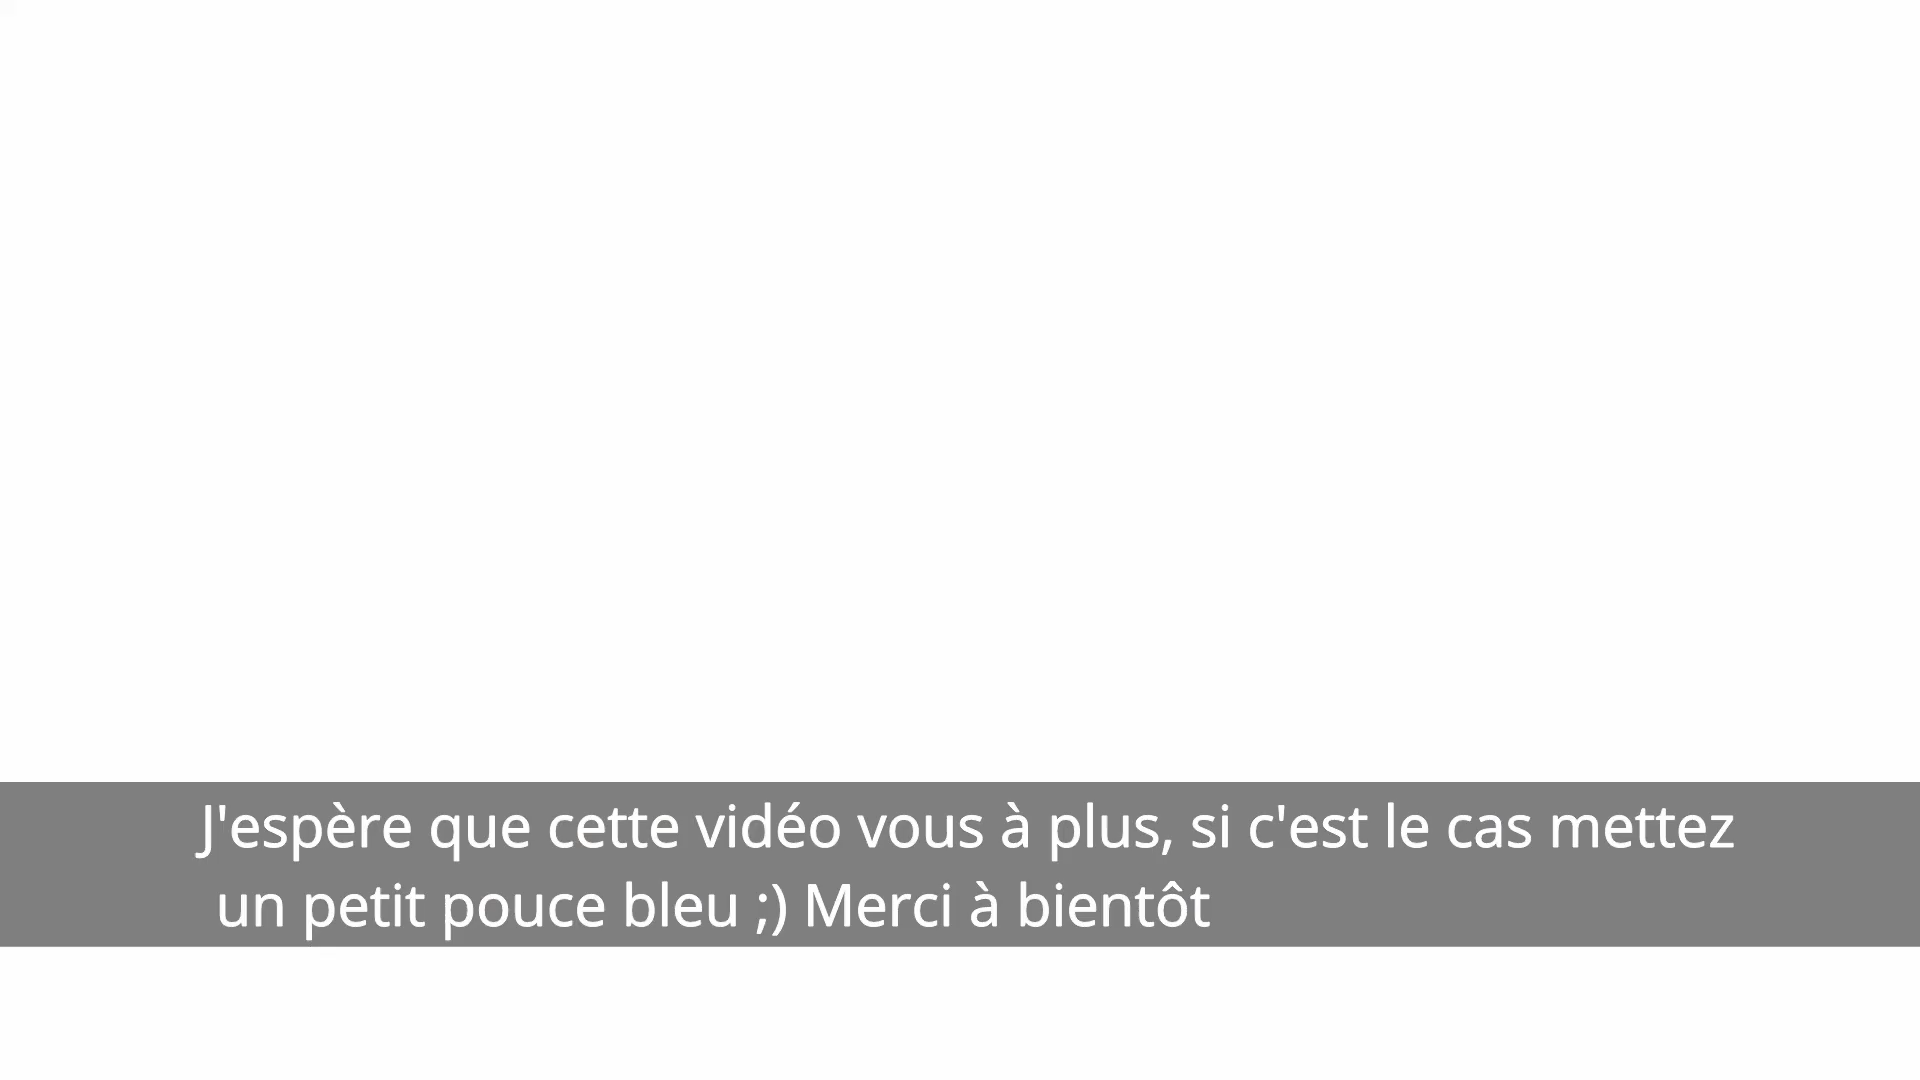 J'espère que cette vidéo vous à plus, si c'est le cas mettez
un petit pouce bleu ;) Merci à bientôt